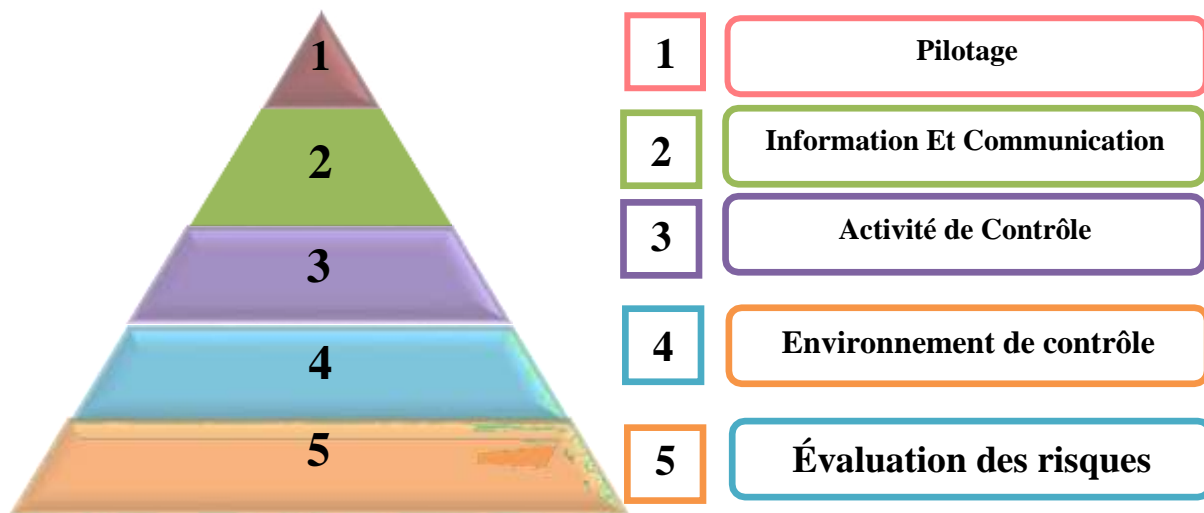 1 1 Pilotage
2 2 Information Et Communication
3 3 Activité de Contrôle
4 4 Environnement de contrôle
5 5 Évaluation des risques